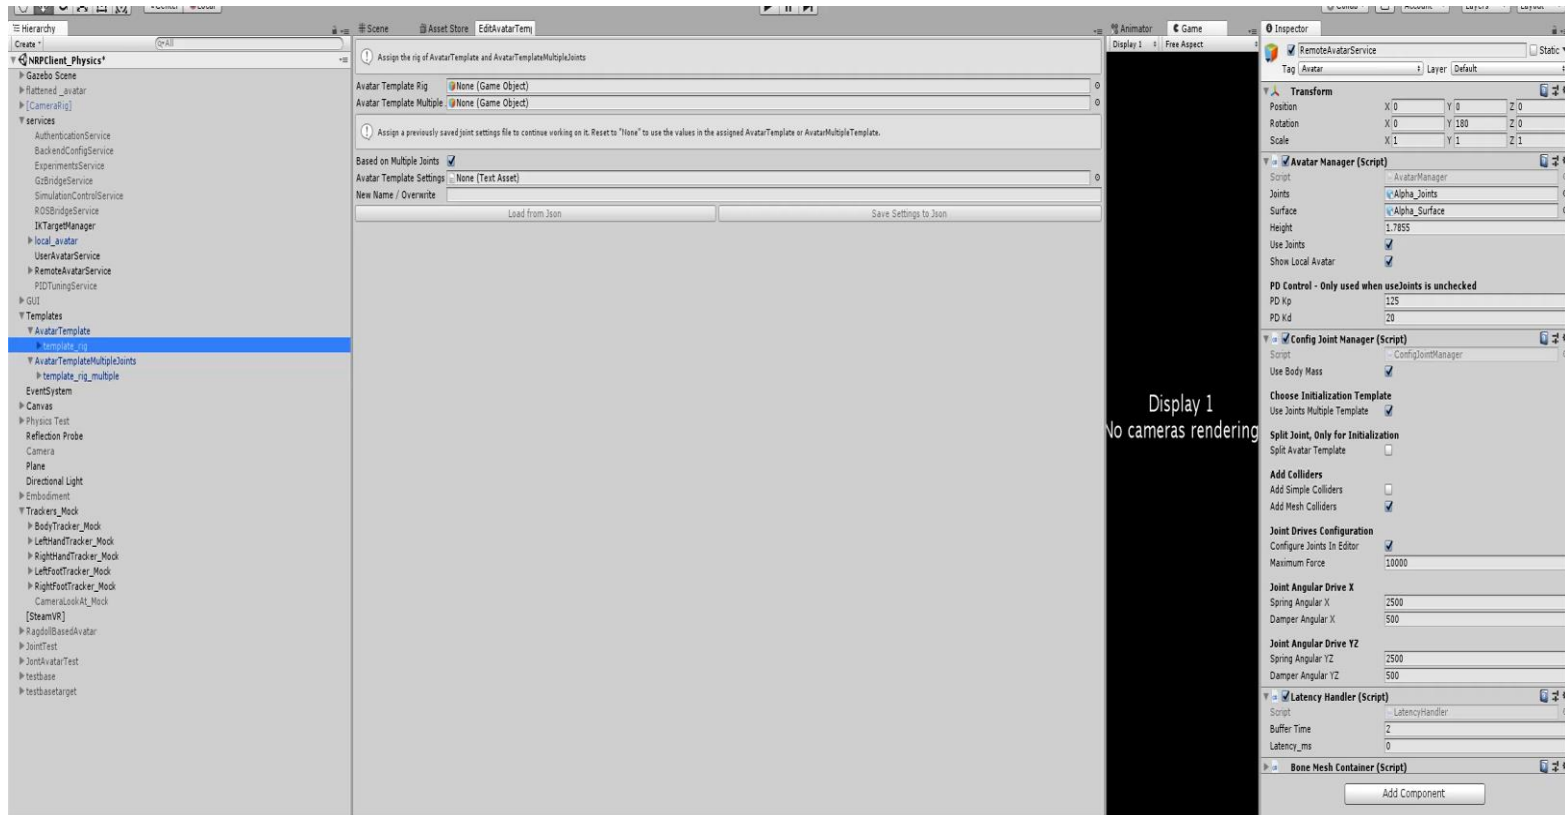 Center Local
Collab Account Layers Layout
Hierarchy
Create
All
NRPClient_Physics*
Gazebo Scene
flattened _avatar
[CameraRig]
services
AuthenticationService
BackendConfigService
ExperimentsService
GzBridgeService
SimulationControlService
ROSBridgeService
IKTargetManager
local_avatar
UserAvatarService
RemoteAvatarService
PIDTuningService
GUI
Templates
AvatarTemplate
template_rig
AvatarTemplateMultipleJoints
template_rig_multiple
EventSystem
Canvas
Physics Test
Reflection Probe
Camera
Plane
Directional Light
Embodiment
Trackers_Mock
BodyTracker_Mock
LeftHandTracker_Mock
RightHandTracker_Mock
LeftFootTracker_Mock
RightFootTracker_Mock
CameraLookAt_Mock
[SteamVR]
RagdollBasedAvatar
JointTest
JontAvatarTest
testbase
testbasetarget
Scene Asset Store EditAvatarTemp
Assign the rig of AvatarTemplate and AvatarTemplateMultipleJoints
Avatar Template Rig None (Game Object)
Avatar Template Multiple None (Game Object)
Assign a previously saved joint settings file to continue working on it. Reset to "None" to use the values in the assigned AvatarTemplate or AvatarMultipleTemplate.
Based on Multiple Joints
Avatar Template Settings None (Text Asset)
New Name / Overwrite
Load from Json Save Settings to Json
Animator Game
Display 1 Free Aspect
Display 1
No cameras rendering
Inspector
RemoteAvatarService Static
Tag Avatar Layer Default
Transform
Position X 0 Y 0 Z 0
Rotation X 0 Y 180 Z 0
Scale X 1 Y 1 Z 1
Avatar Manager (Script)
Script AvatarManager
Joints Alpha_Joints
Surface Alpha_Surface
Height 1.7855
Use Joints
Show Local Avatar
PD Control - Only used when useJoints is unchecked
PD Kp 125
PD Kd 20
Config Joint Manager (Script)
Script ConfigJointManager
Use Body Mass
Choose Initialization Template
Use Joints Multiple Template
Split Joint, Only for Initialization
Split Avatar Template
Add Colliders
Add Simple Colliders
Add Mesh Colliders
Joint Drives Configuration
Configure Joints In Editor
Maximum Force 10000
Joint Angular Drive X
Spring Angular X 2500
Damper Angular X 500
Joint Angular Drive YZ
Spring Angular YZ 2500
Damper Angular YZ 500
Latency Handler (Script)
Script LatencyHandler
Buffer Time 2
Latency_ms 0
Bone Mesh Container (Script)
Add Component